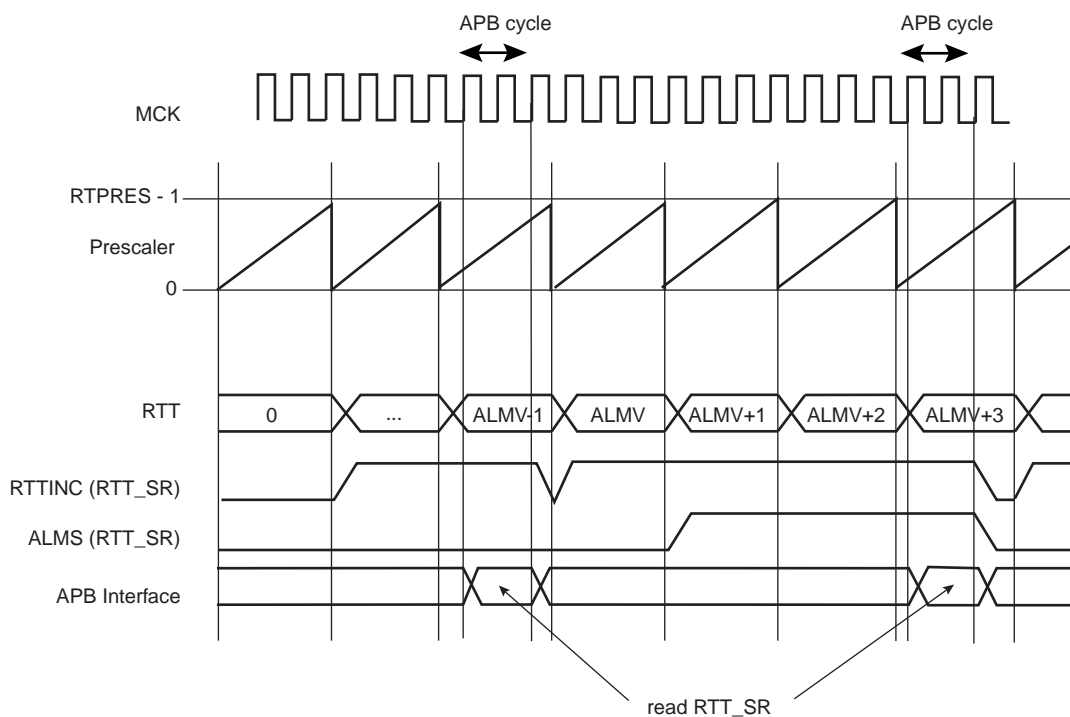 APB cycle
APB cycle
MCK
RTPRES - 1
Prescaler
0
RTT
0
...
ALMV-1
ALMV
ALMV+1
ALMV+2
ALMV+3
RTTINC (RTT_SR)
ALMS (RTT_SR)
APB Interface
read RTT_SR